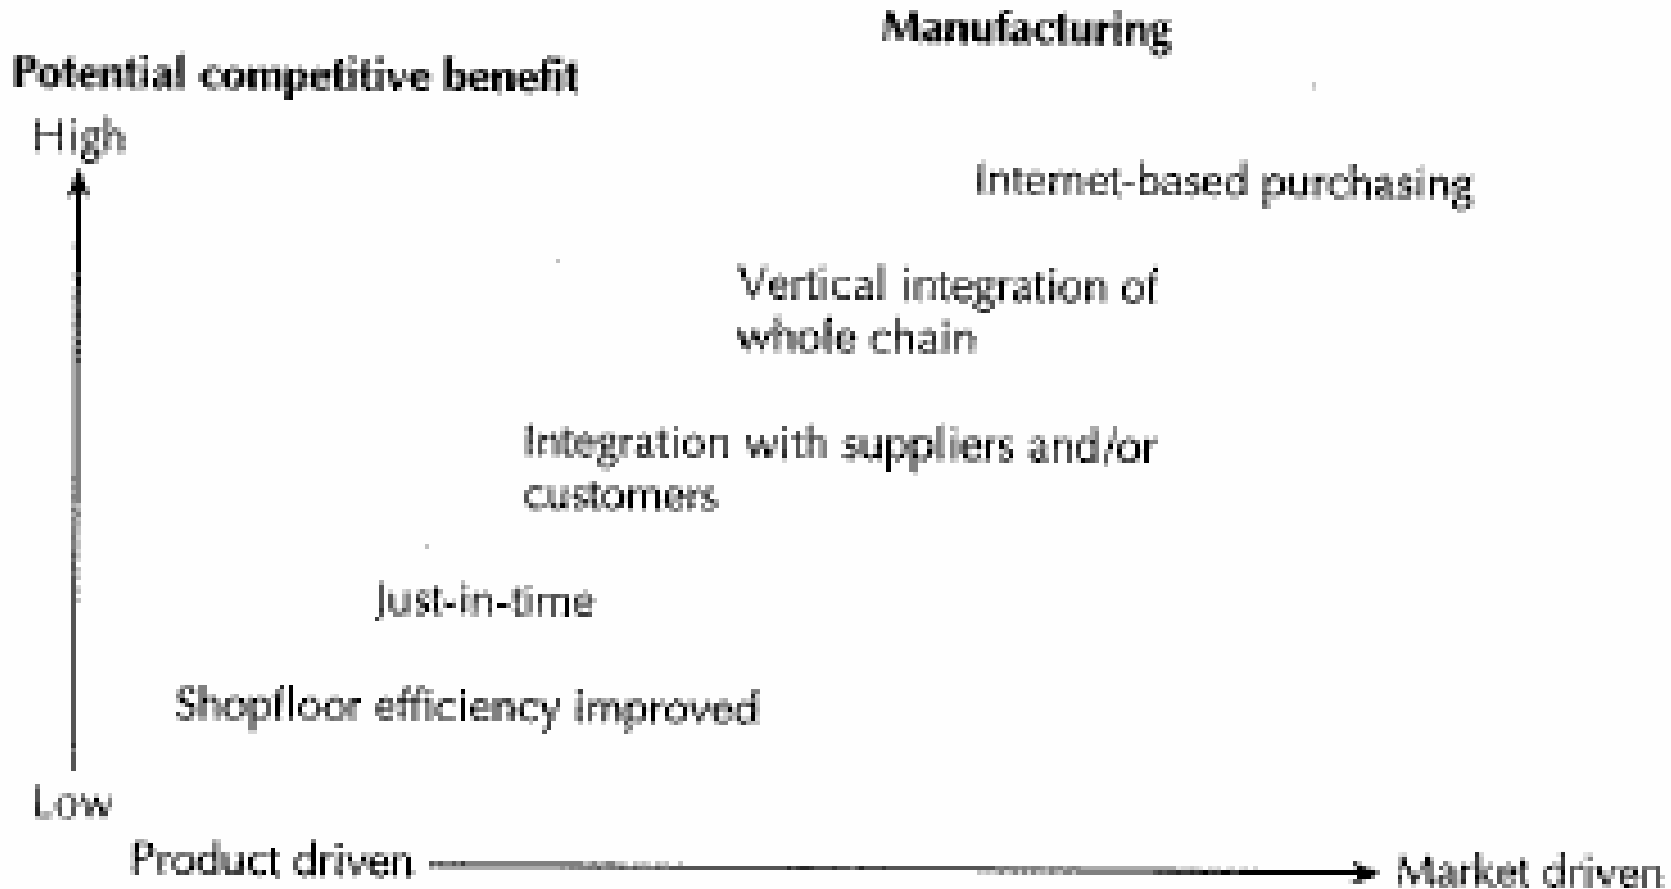 Manufacturing
Potential competitive benefit
High
Internet-based purchasing
Vertical integration of
whole chain
Integration with suppliers and/or
customers
Just-in-time
Shopfloor efficiency improved
Low
Product driven
Market driven